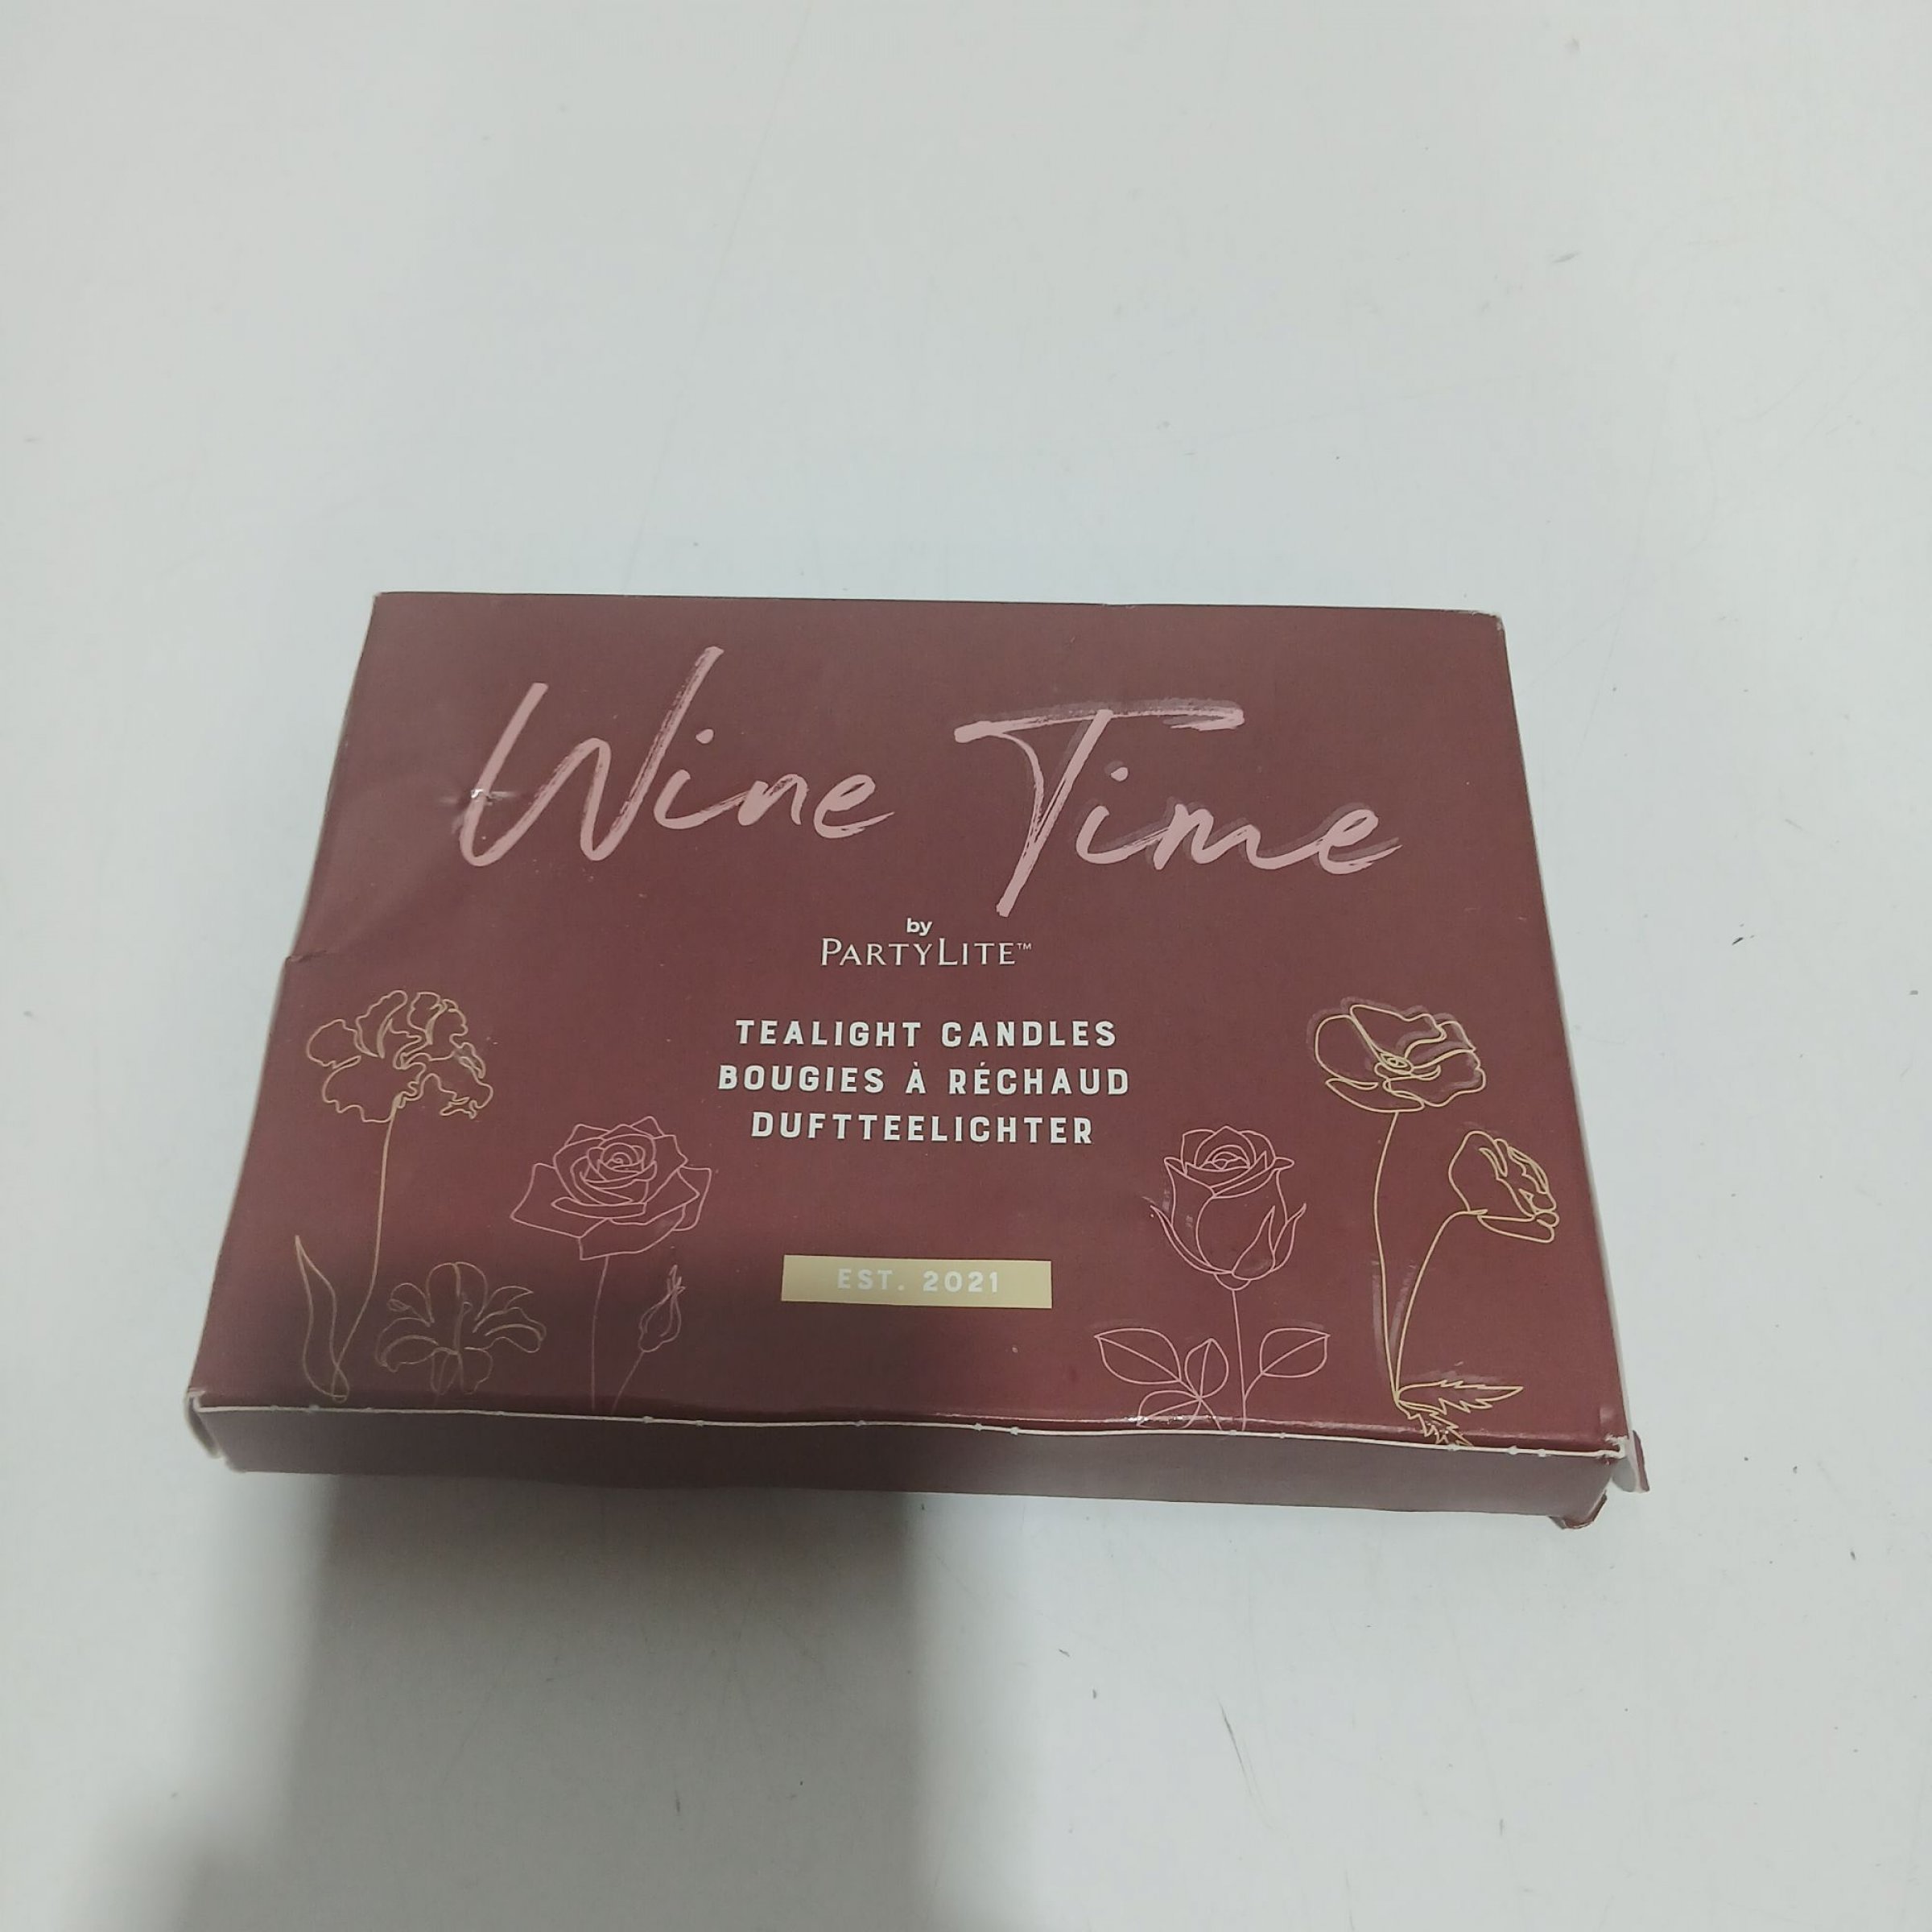 Wine Time
by
PARTYLITE™
TEALIGHT CANDLES
BOUGIES À RÉCHAUD
DUFTTEELICHTER
EST. 2021